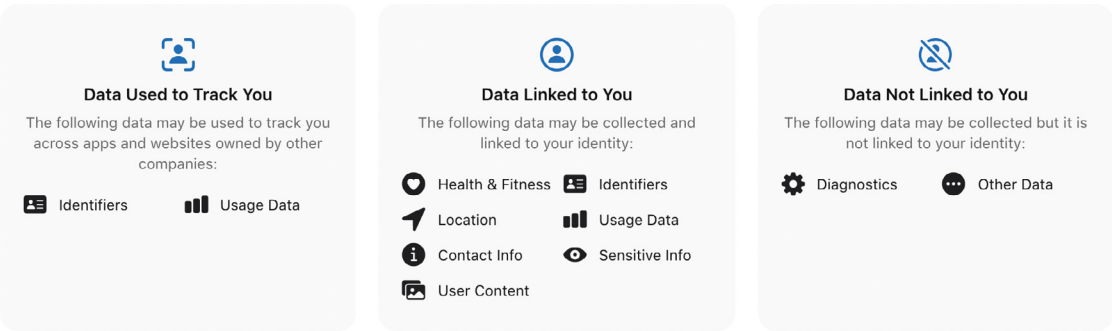 Data Used to Track You
The following data may be used to track you
across apps and websites owned by other
companies:
Identifiers
Usage Data
Data Linked to You
The following data may be collected and
linked to your identity:
Health & Fitness
Identifiers
Location
Usage Data
Contact Info
Sensitive Info
User Content
Data Not Linked to You
The following data may be collected but it is
not linked to your identity:
Diagnostics
Other Data